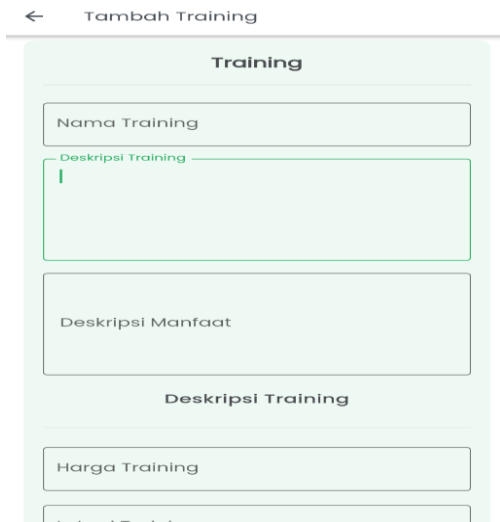 Tambah Training
Training
Nama Training
Deskripsi Training
Deskripsi Manfaat
Deskripsi Training
Harga Training